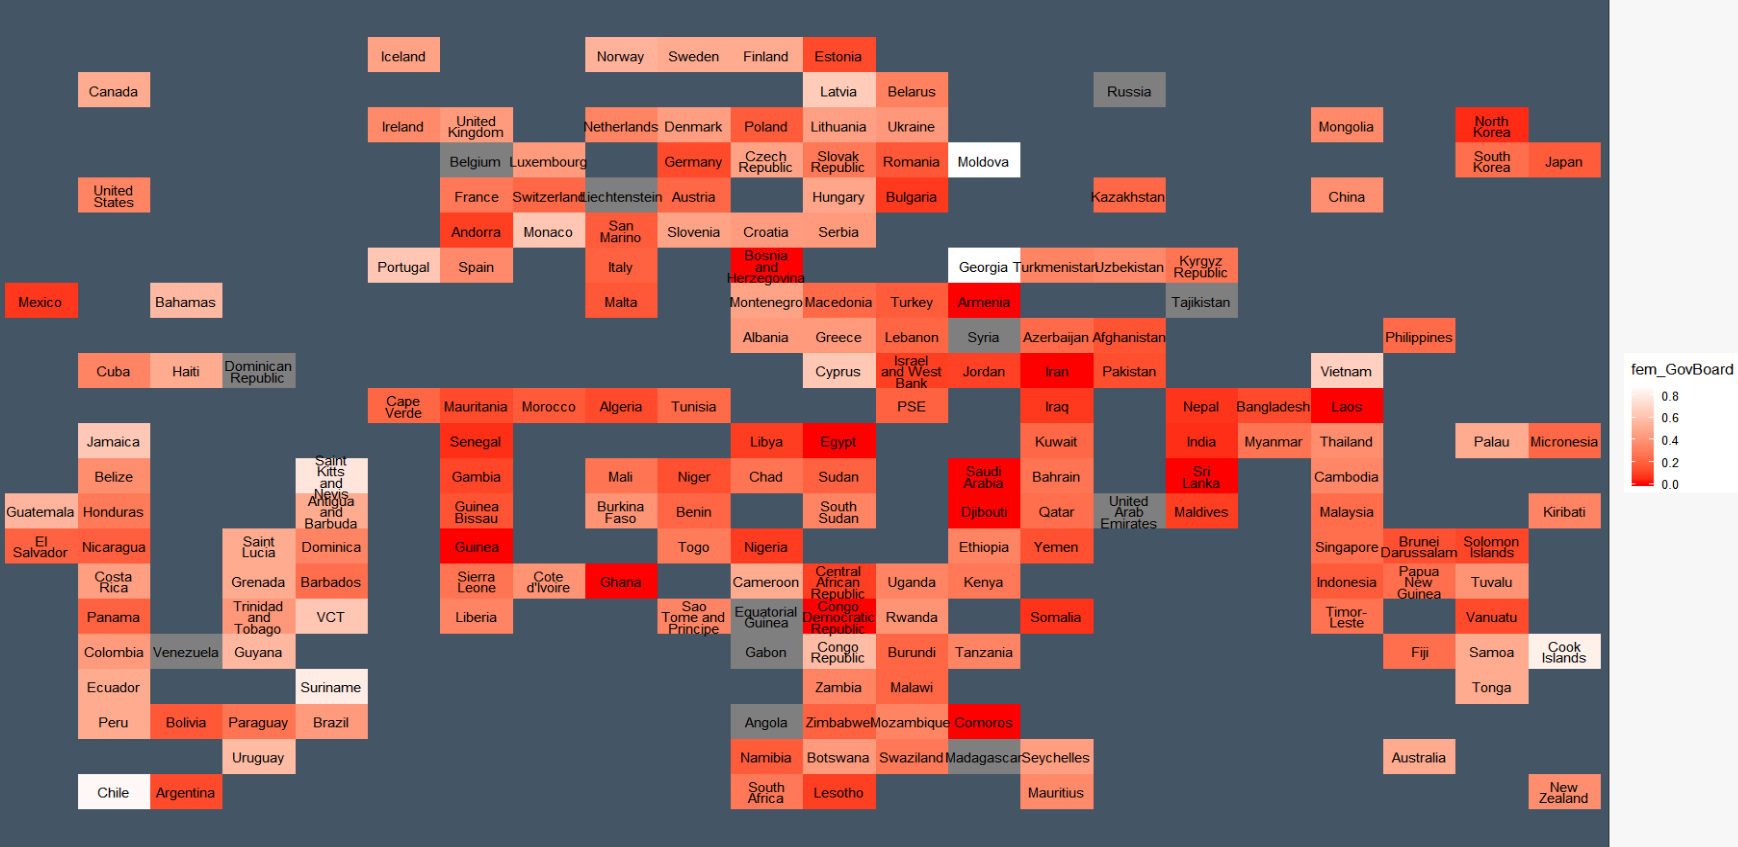 Iceland
Norway
Sweden
Finland
Estonia
Canada
Latvia
Belarus
Russia
Ireland
United
Kingdom
Netherlands
Denmark
Poland
Lithuania
Ukraine
Mongolia
North
Korea
Belgium
Luxembourg
Germany
Czech
Republic
Slovak
Republic
Romania
Moldova
South
Korea
Japan
United
States
France
Switzerland
Liechtenstein
Austria
Hungary
Bulgaria
Kazakhstan
China
Andorra
Monaco
San
Marino
Slovenia
Croatia
Serbia
Portugal
Spain
Italy
Bosnia
and
Herzegovina
Georgia
Turkmenistan
Uzbekistan
Kyrgyz
Republic
Mexico
Bahamas
Malta
Montenegro
Macedonia
Turkey
Armenia
Tajikistan
Albania
Greece
Lebanon
Syria
Azerbaijan
Afghanistan
Philippines
Cuba
Haiti
Dominican
Republic
Cyprus
Israel
and West
Bank
Jordan
Iran
Pakistan
Vietnam
Cape
Verde
Mauritania
Morocco
Algeria
Tunisia
PSE
Iraq
Nepal
Bangladesh
Laos
Jamaica
Senegal
Libya
Egypt
Kuwait
India
Myanmar
Thailand
Palau
Micronesia
Belize
Saint
Kitts
and
Nevis
Gambia
Mali
Niger
Chad
Sudan
Saudi
Arabia
Bahrain
Sri
Lanka
Cambodia
Guatemala
Honduras
Antigua
and
Barbuda
Guinea
Bissau
Burkina
Faso
Benin
South
Sudan
Djibouti
Qatar
United
Arab
Emirates
Maldives
Malaysia
Kiribati
El
Salvador
Nicaragua
Saint
Lucia
Dominica
Guinea
Togo
Nigeria
Ethiopia
Yemen
Singapore
Brunei
Darussalam
Solomon
Islands
Costa
Rica
Grenada
Barbados
Sierra
Leone
Cote
d'Ivoire
Ghana
Cameroon
Central
African
Republic
Uganda
Kenya
Indonesia
Papua
New
Guinea
Tuvalu
Panama
Trinidad
and
Tobago
VCT
Liberia
Sao
Tome and
Principe
Equatorial
Guinea
Congo
Democratic
Republic
Rwanda
Somalia
Timor-
Leste
Vanuatu
Colombia
Venezuela
Guyana
Gabon
Congo
Republic
Burundi
Tanzania
Fiji
Samoa
Cook
Islands
Ecuador
Suriname
Zambia
Malawi
Tonga
Peru
Bolivia
Paraguay
Brazil
Angola
Zimbabwe
Mozambique
Comoros
Uruguay
Namibia
Botswana
Swaziland
Madagascar
Seychelles
Australia
Chile
Argentina
South
Africa
Lesotho
Mauritius
New
Zealand
fem_GovBoard
0.8
0.6
0.4
0.2
0.0